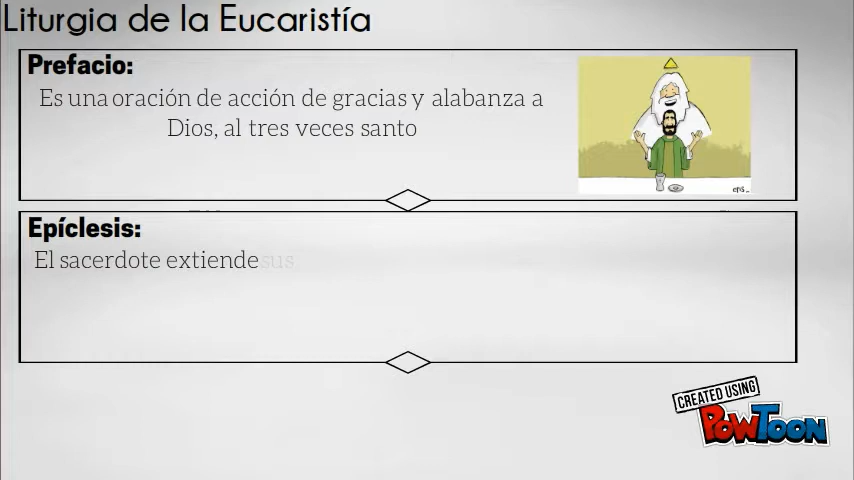 Liturgia de la Eucaristía
Prefacio:
Es una oración de acción de gracias y alabanza a
Dios, al tres veces santo
Epíclesis:
El sacerdote extiende sus
CREATED USING
POWTOON